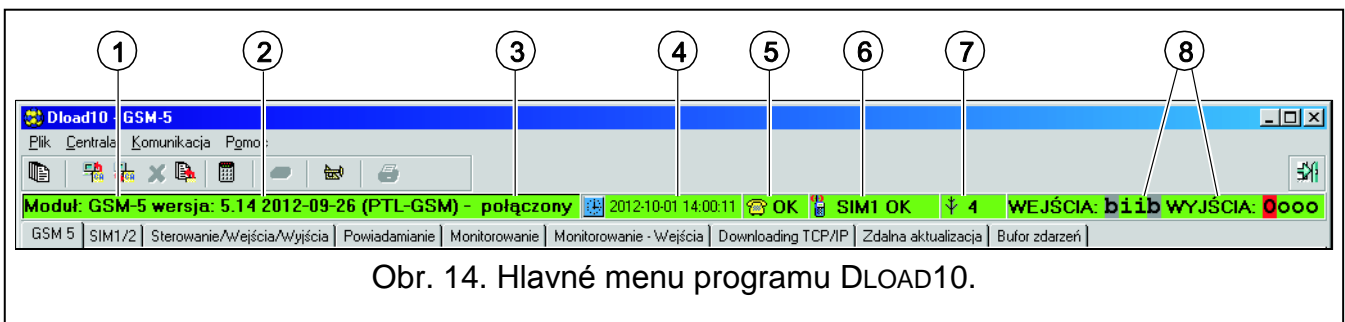 1 2 3 4 5 6 7 8
Dload10 - GSM-5
Plik Centrala Komunikacja Pomoc
Moduł: GSM-5 wersja: 5.14 2012-09-26 (PTL-GSM) - połączony 2012-10-01 14:00:11 OK SIM1 OK 4 WEJŚCIA: biib WYJŚCIA: Oooo
GSM 5 SIM1/2 Sterowanie/Wejścia/Wyjścia Powiadamianie Monitorowanie Monitorowanie - Wejścia Downloading TCP/IP Zdalna aktualizacja Bufor zdarzeń
Obr. 14. Hlavné menu programu DLOAD10.